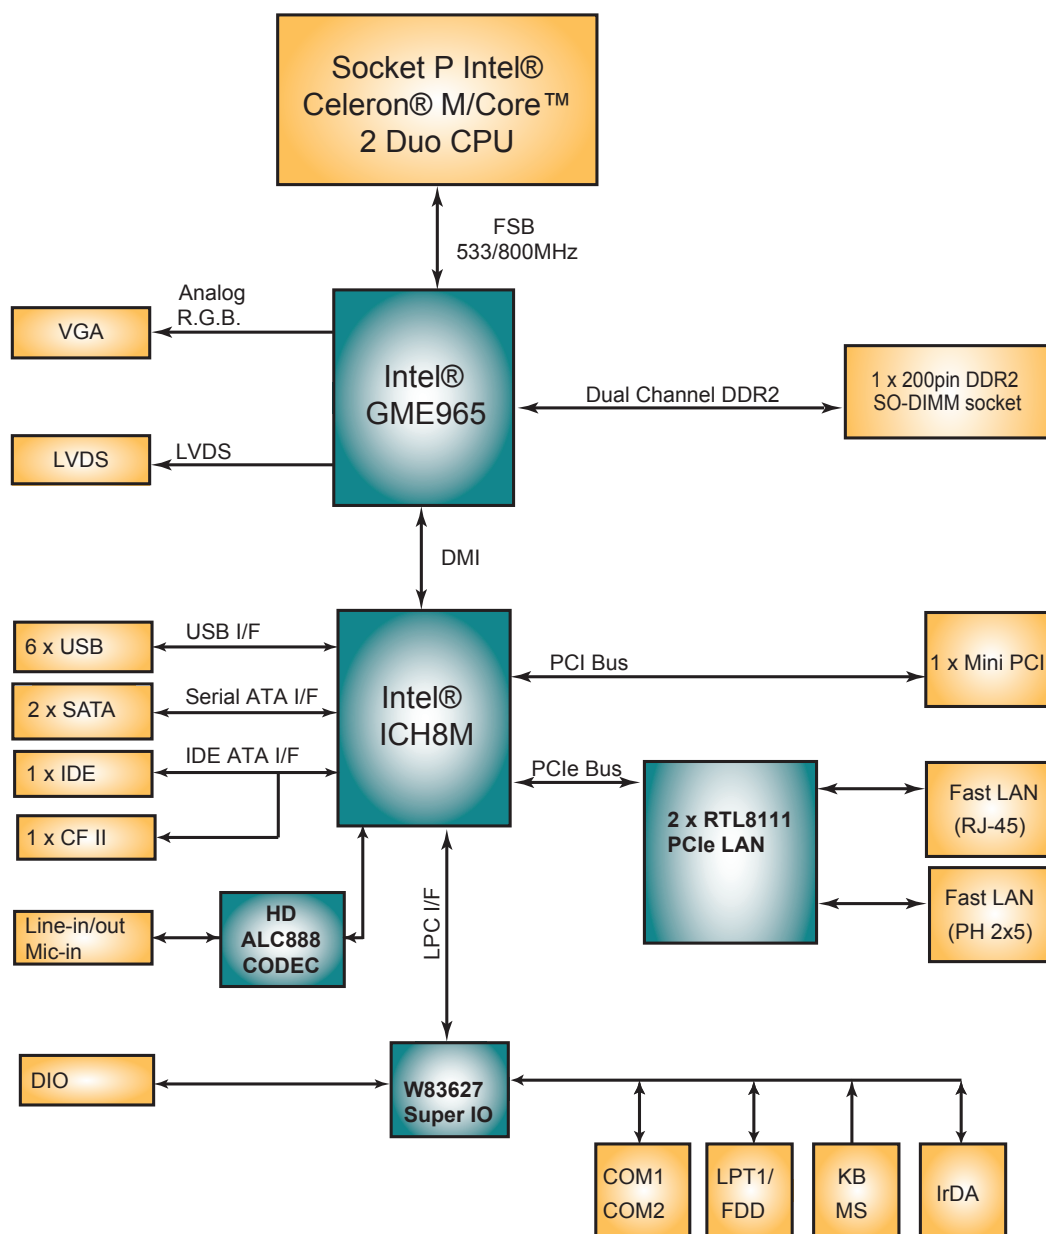 Socket P Intel®
Celeron® M/Core™
2 Duo CPU
FSB
533/800MHz
Analog
R.G.B.
VGA
Intel®
GME965
Dual Channel DDR2
1 x 200pin DDR2
SO-DIMM socket
LVDS
LVDS
DMI
6 x USB
USB I/F
PCI Bus
1 x Mini PCI
2 x SATA
Serial ATA I/F
Intel®
ICH8M
1 x IDE
IDE ATA I/F
PCIe Bus
2 x RTL8111
PCIe LAN
Fast LAN
(RJ-45)
1 x CF II
Line-in/out
Mic-in
HD
ALC888
CODEC
LPC I/F
Fast LAN
(PH 2x5)
DIO
W83627
Super IO
COM1
COM2
LPT1/
FDD
KB
MS
IrDA